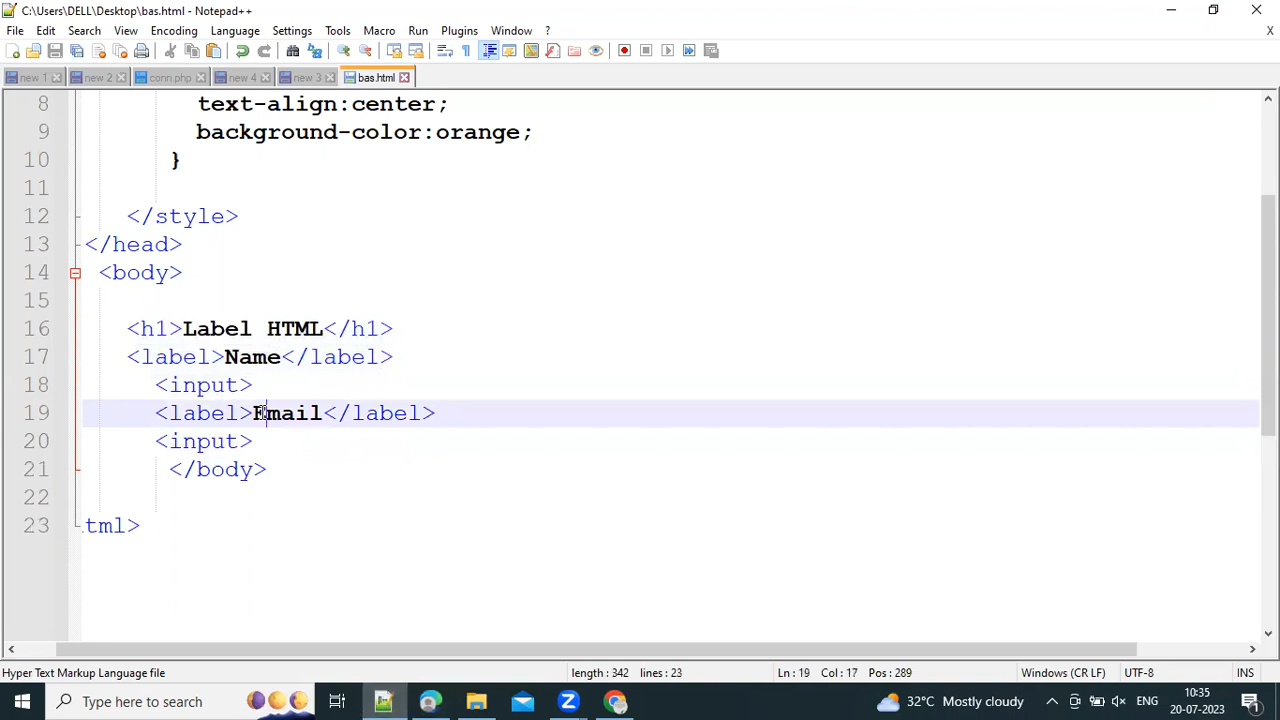 C:\Users\DELL\Desktop\bas.html - Notepad++
File Edit Search View Encoding Language Settings Tools Macro Run Plugins Window ? X
new 1 new 2 conn.php new 4 new 3 bas.html
8 text-align:center;
9 background-color:orange;
10 }
11
12 </style>
13 </head>
14 <body>
15
16 <h1>Label HTML</h1>
17 <label>Name</label>
18 <input>
19 <label>Email</label>
20 <input>
21 </body>
22
23 tml>
Hyper Text Markup Language file length : 342 lines : 23 Ln : 19 Col : 17 Pos : 289 Windows (CR LF) UTF-8 INS
Type here to search 32°C Mostly cloudy ENG 10:35
20-07-2023 1